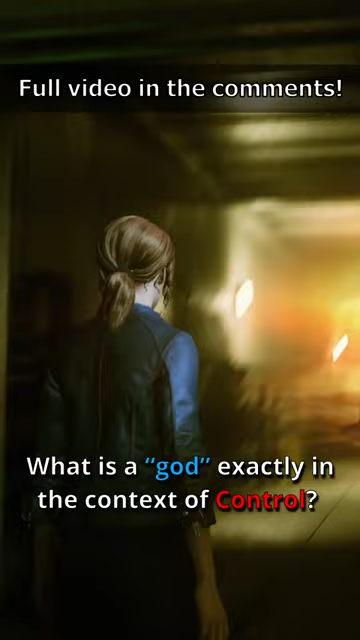 Full video in the comments!
What is a “god” exactly in
the context of Control?